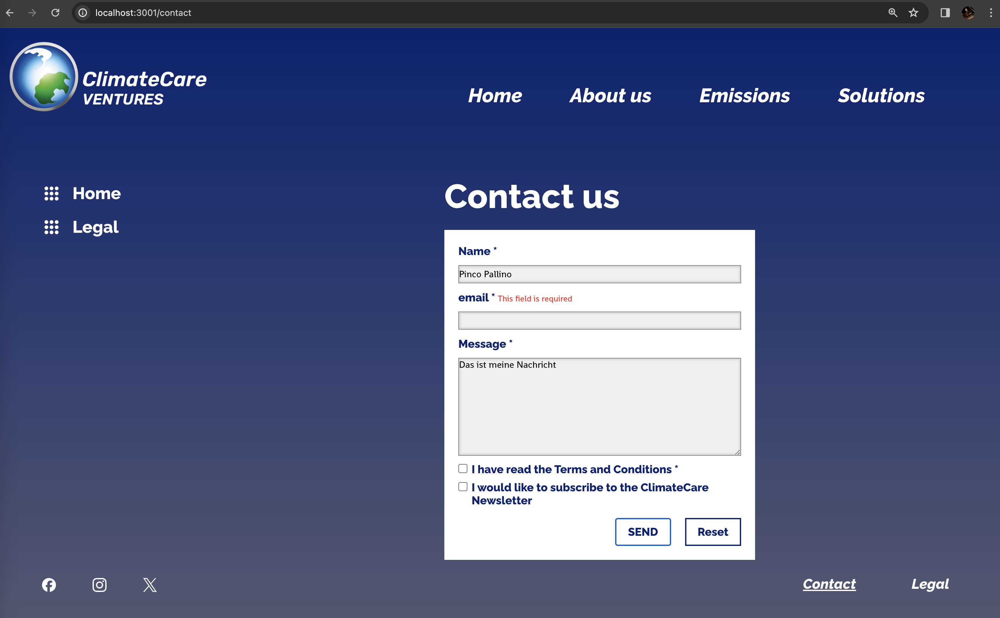 localhost:3001/contact
ClimateCare
VENTURES
Home
About us
Emissions
Solutions
Home
Legal
Contact us
Name *
Pinco Pallino
email * This field is required
Message *
Das ist meine Nachricht
I have read the Terms and Conditions *
I would like to subscribe to the ClimateCare
Newsletter
SEND
Reset
Contact
Legal